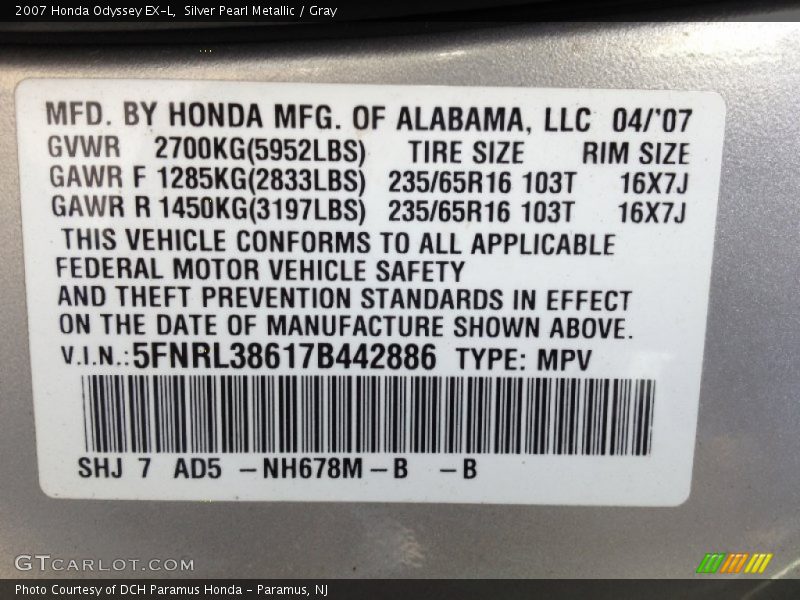 2007 Honda Odyssey EX-L, Silver Pearl Metallic / Gray
MFD. BY HONDA MFG. OF ALABAMA, LLC 04/'07
GVWR 2700KG(5952LBS) TIRE SIZE RIM SIZE
GAWR F 1285KG(2833LBS) 235/65R16 103T 16X7J
GAWR R 1450KG(3197LBS) 235/65R16 103T 16X7J
THIS VEHICLE CONFORMS TO ALL APPLICABLE
FEDERAL MOTOR VEHICLE SAFETY
AND THEFT PREVENTION STANDARDS IN EFFECT
ON THE DATE OF MANUFACTURE SHOWN ABOVE.
V.I.N.:5FNRL38617B442886 TYPE: MPV
SHJ 7 AD5 -NH678M-B -B
GTCARLOT.COM
Photo Courtesy of DCH Paramus Honda - Paramus, NJ